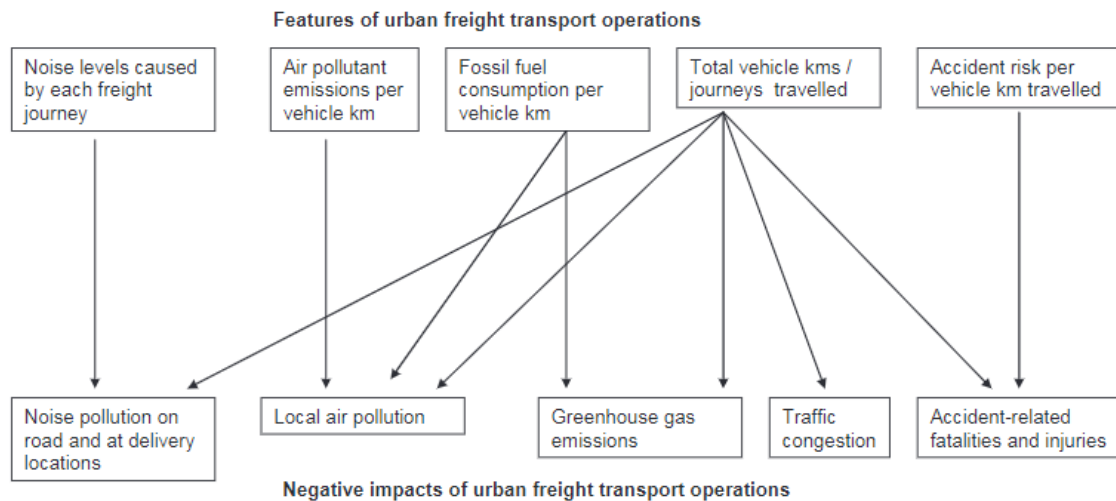 Features of urban freight transport operations
Noise levels caused
by each freight
journey
Air pollutant
emissions per
vehicle km
Fossil fuel
consumption per
vehicle km
Total vehicle kms /
journeys travelled
Accident risk per
vehicle km travelled
Noise pollution on
road and at delivery
locations
Local air pollution
Greenhouse gas
emissions
Traffic
congestion
Accident-related
fatalities and injuries
Negative impacts of urban freight transport operations